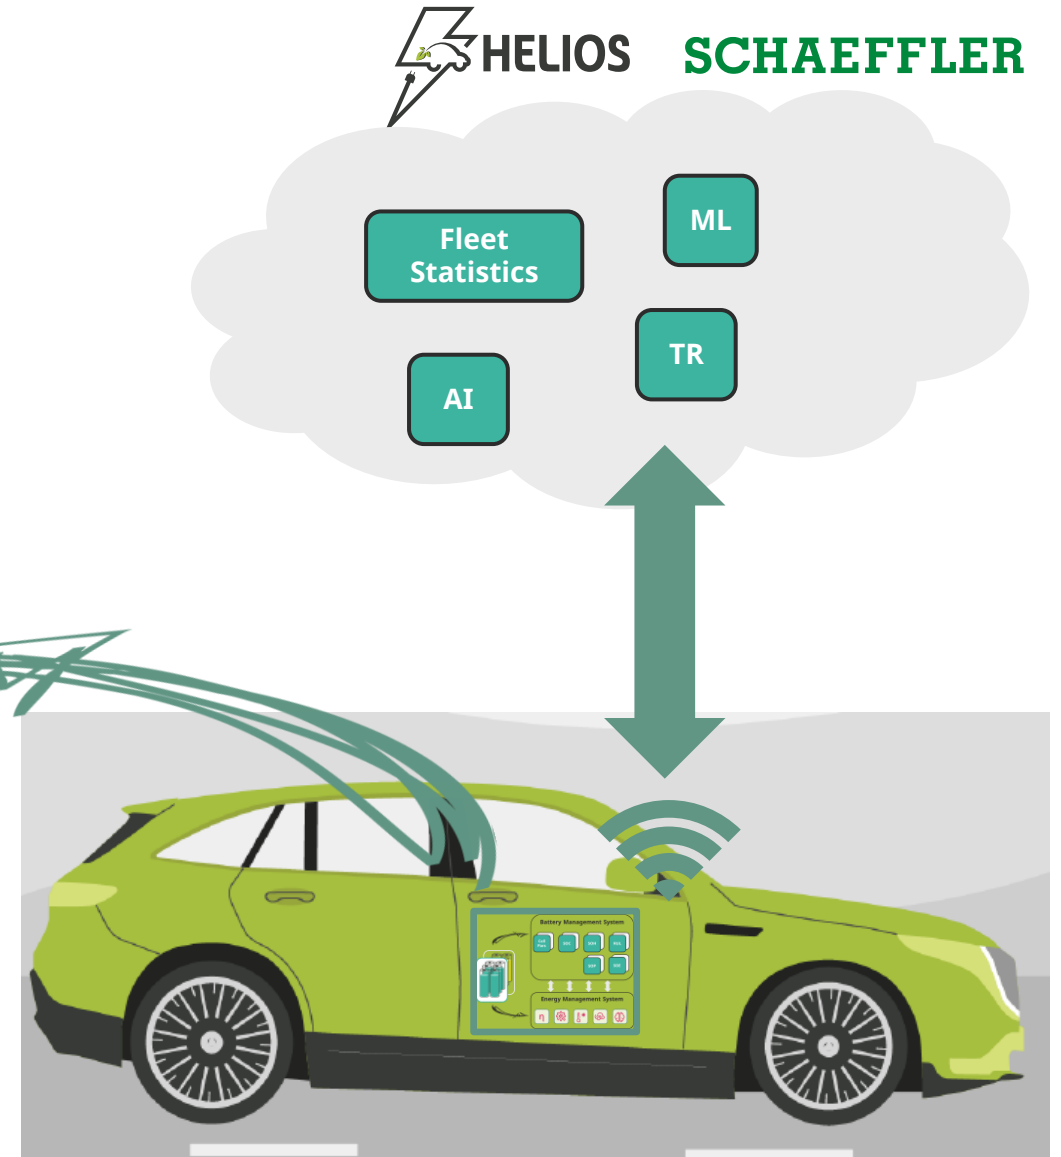 HELIOS
SCHAEFFLER
Fleet
Statistics
ML
AI
TR
Battery Management System
Energy Management System
η